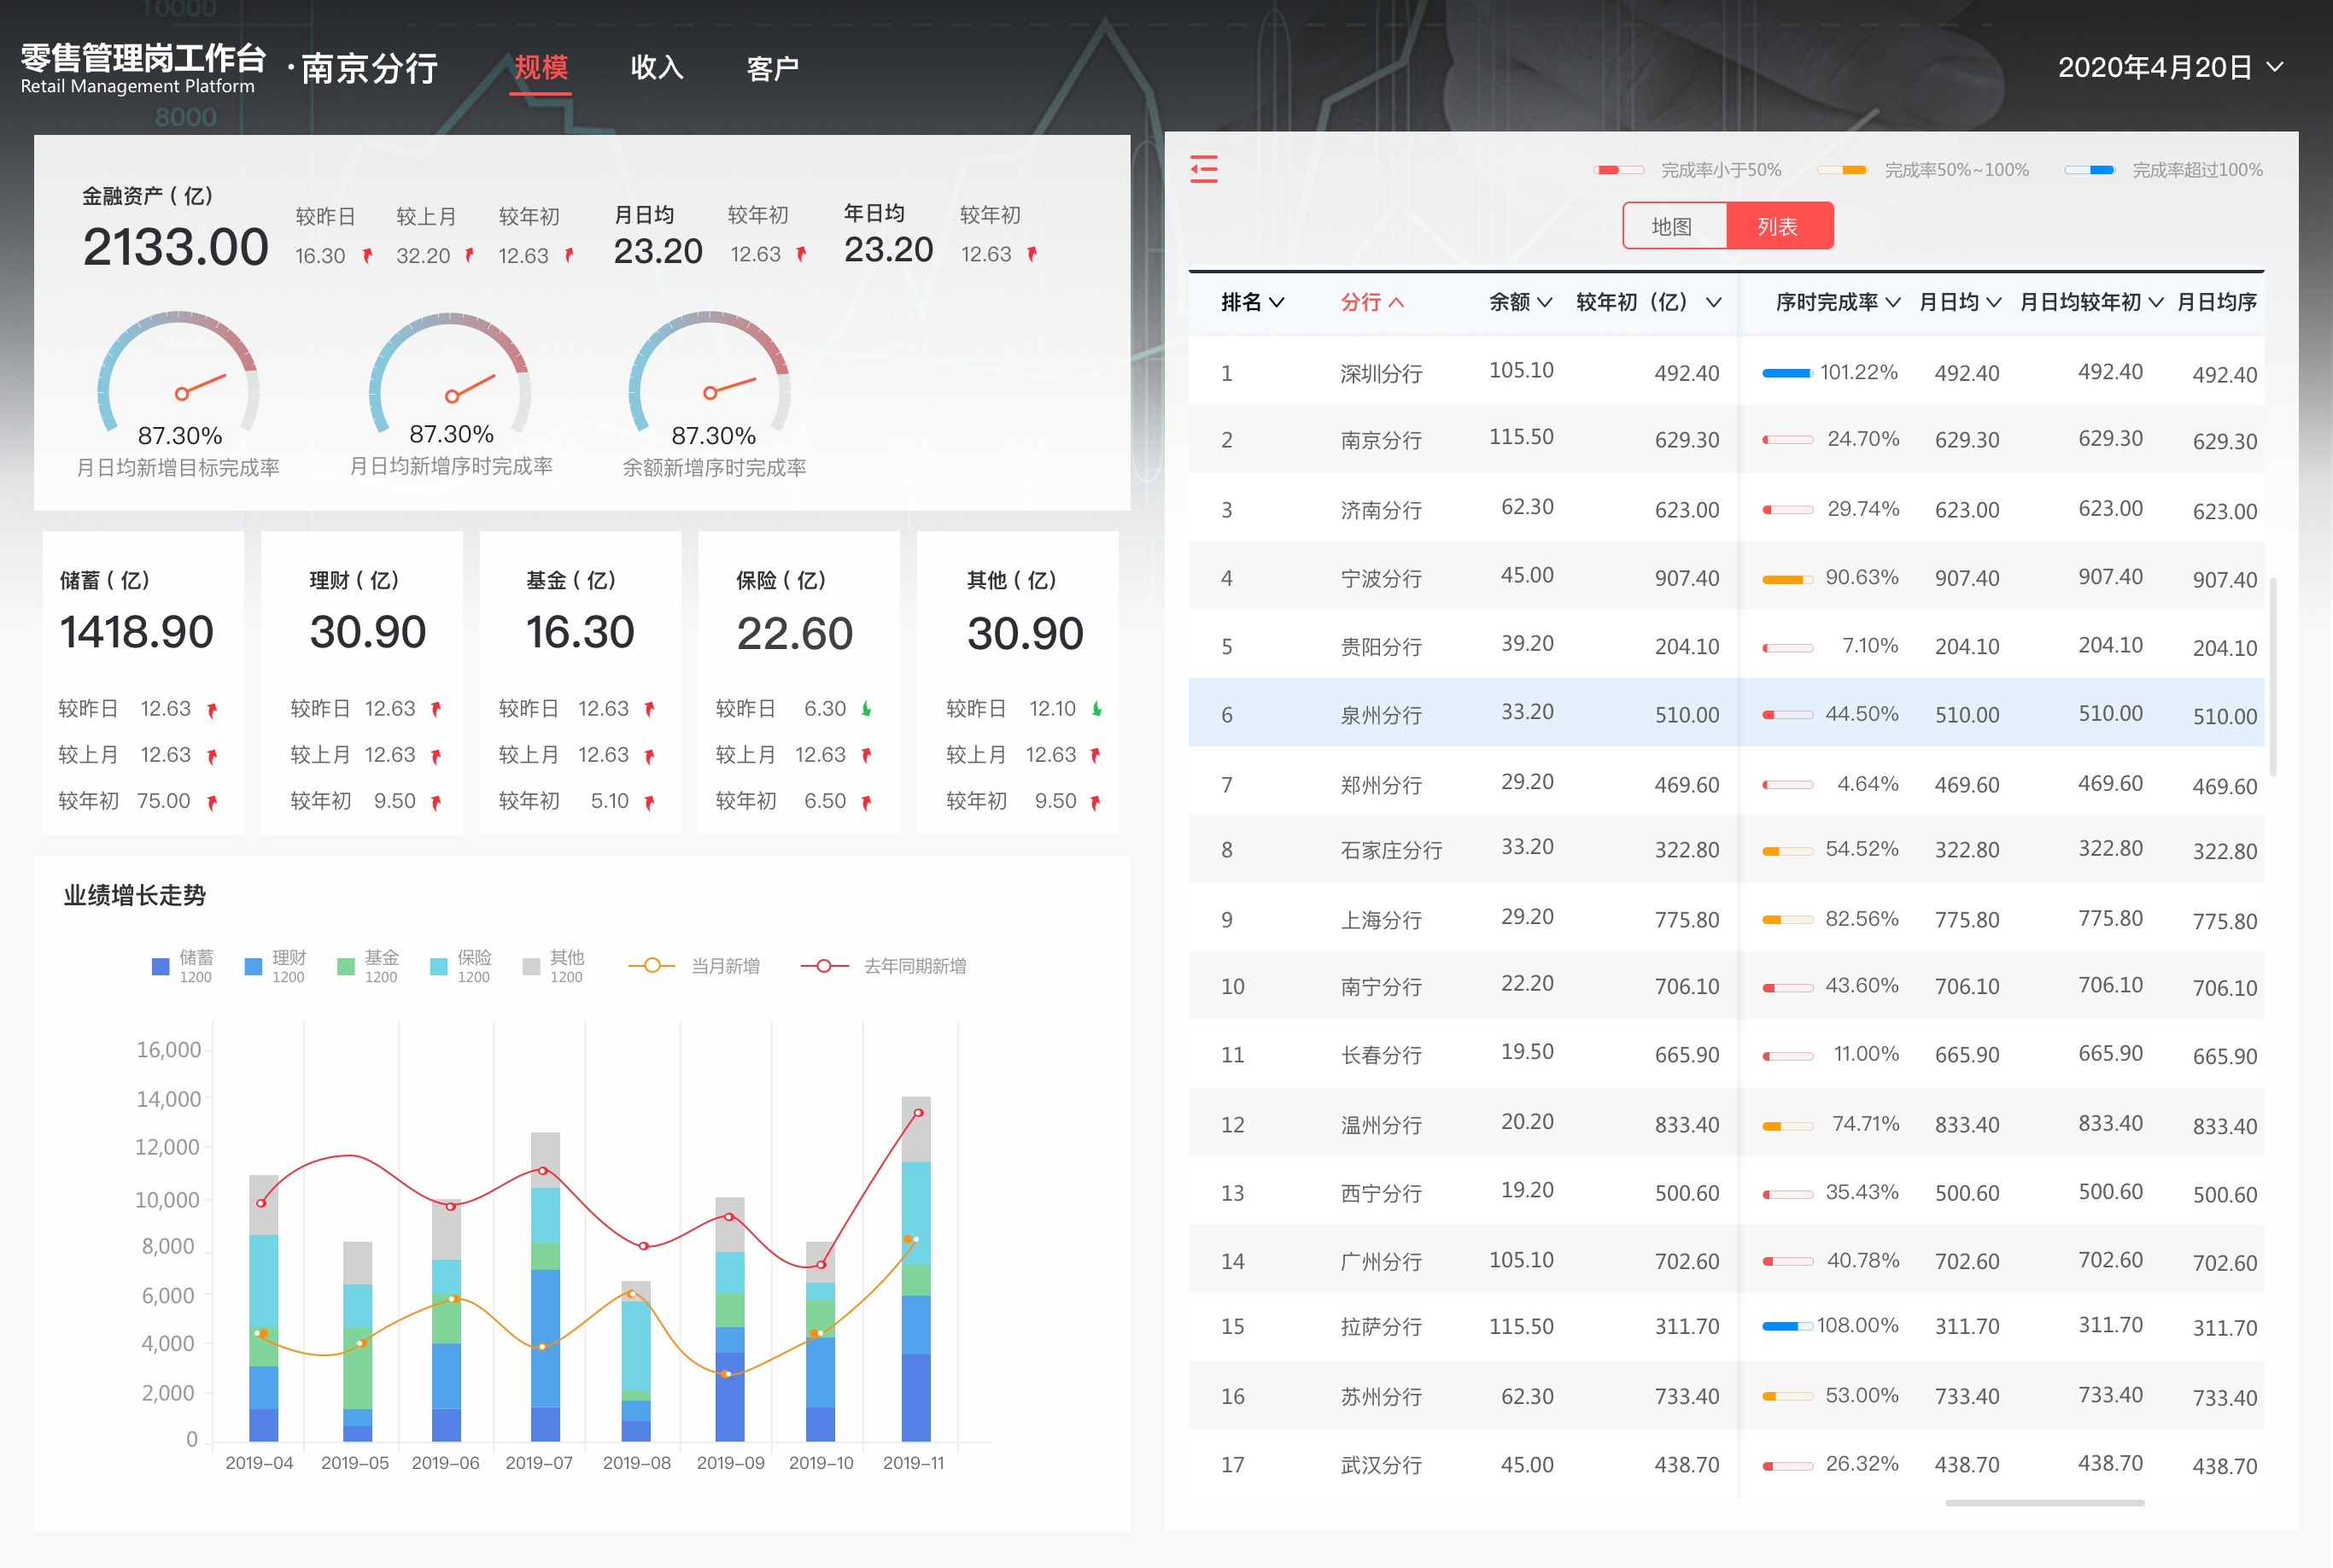 10000
8000
零售管理岗工作台
Retail Management Platform
·南京分行
规模 收入 客户
2020年4月20日
金融资产（亿）
2133.00
较昨日 较上月 较年初
16.30 32.20 12.63
月日均 较年初
23.20 12.63
年日均 较年初
23.20 12.63
87.30% 87.30% 87.30%
月日均新增目标完成率 月日均新增序时完成率 余额新增序时完成率
储蓄（亿）
1418.90
较昨日 12.63
较上月 12.63
较年初 75.00
理财（亿）
30.90
较昨日 12.63
较上月 12.63
较年初 9.50
基金（亿）
16.30
较昨日 12.63
较上月 12.63
较年初 5.10
保险（亿）
22.60
较昨日 6.30
较上月 12.63
较年初 6.50
其他（亿）
30.90
较昨日 12.10
较上月 12.63
较年初 9.50
业绩增长走势
储蓄 理财 基金 保险 其他 当月新增 去年同期新增
1200 1200 1200 1200 1200
16,000
14,000
12,000
10,000
8,000
6,000
4,000
2,000
0
2019-04 2019-05 2019-06 2019-07 2019-08 2019-09 2019-10 2019-11
完成率小于50% 完成率50%~100% 完成率超过100%
地图 列表
排名 分行 余额 较年初（亿） 序时完成率 月日均 月日均较年初 月日均序
1 深圳分行 105.10 492.40 101.22% 492.40 492.40 492.40
2 南京分行 115.50 629.30 24.70% 629.30 629.30 629.30
3 济南分行 62.30 623.00 29.74% 623.00 623.00 623.00
4 宁波分行 45.00 907.40 90.63% 907.40 907.40 907.40
5 贵阳分行 39.20 204.10 7.10% 204.10 204.10 204.10
6 泉州分行 33.20 510.00 44.50% 510.00 510.00 510.00
7 郑州分行 29.20 469.60 4.64% 469.60 469.60 469.60
8 石家庄分行 33.20 322.80 54.52% 322.80 322.80 322.80
9 上海分行 29.20 775.80 82.56% 775.80 775.80 775.80
10 南宁分行 22.20 706.10 43.60% 706.10 706.10 706.10
11 长春分行 19.50 665.90 11.00% 665.90 665.90 665.90
12 温州分行 20.20 833.40 74.71% 833.40 833.40 833.40
13 西宁分行 19.20 500.60 35.43% 500.60 500.60 500.60
14 广州分行 105.10 702.60 40.78% 702.60 702.60 702.60
15 拉萨分行 115.50 311.70 108.00% 311.70 311.70 311.70
16 苏州分行 62.30 733.40 53.00% 733.40 733.40 733.40
17 武汉分行 45.00 438.70 26.32% 438.70 438.70 438.70